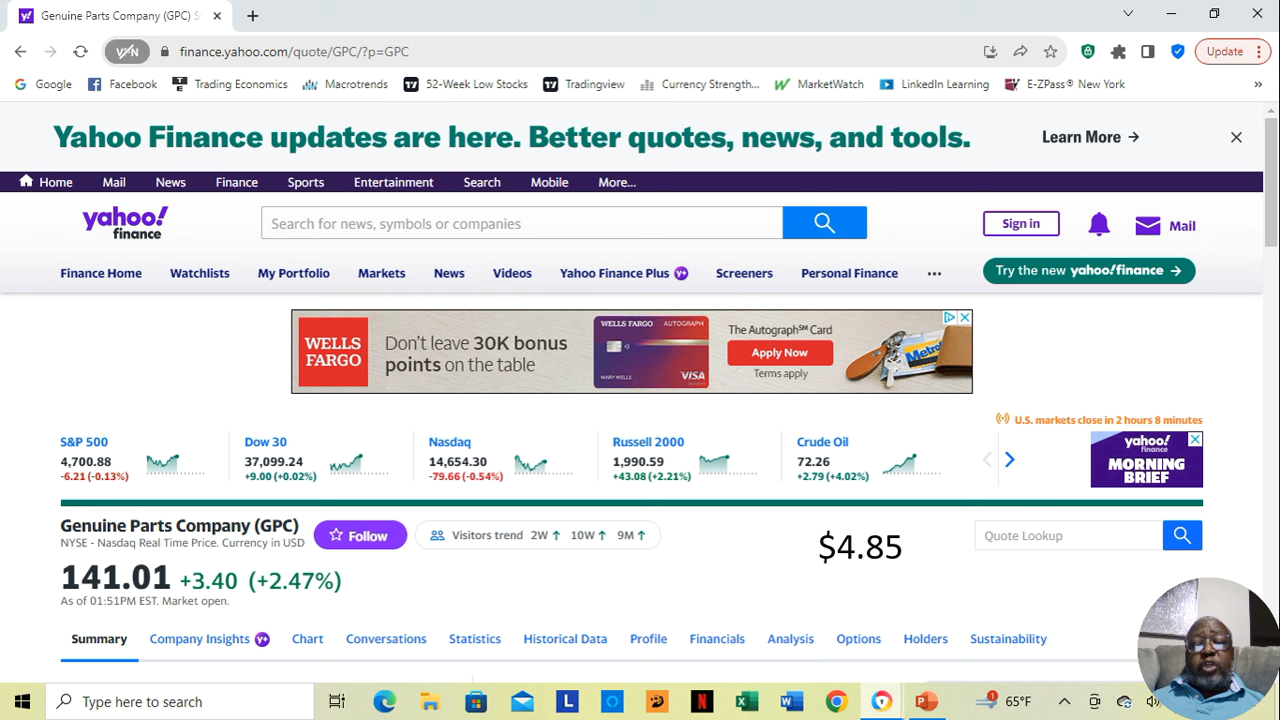 Genuine Parts Company (GPC) S
V/N
finance.yahoo.com/quote/GPC/?p=GPC
Update
Google
Facebook
Trading Economics
Macrotrends
52-Week Low Stocks
Tradingview
Currency Strength...
MarketWatch
LinkedIn Learning
E-ZPass® New York
»
Yahoo Finance updates are here. Better quotes, news, and tools.
Learn More →
Home Mail News Finance Sports Entertainment Search Mobile More...
yahoo!
finance
Search for news, symbols or companies
Sign in
Mail
Finance Home Watchlists My Portfolio Markets News Videos Yahoo Finance Plus Y+ Screeners Personal Finance ...
Try the new yahoo!finance →
WELLS
FARGO
Don't leave 30K bonus
points on the table
WELLS FARGO AUTOGRAPH
MARY WELLS VISA
The Autograph℠ Card
Apply Now
Terms apply
Metro
U.S. markets close in 2 hours 8 minutes
S&P 500
4,700.88
-6.21 (-0.13%)
Dow 30
37,099.24
+9.00 (+0.02%)
Nasdaq
14,654.30
-79.66 (-0.54%)
Russell 2000
1,990.59
+43.08 (+2.21%)
Crude Oil
72.26
+2.79 (+4.02%)
yahoo!
finance
MORNING
BRIEF
Genuine Parts Company (GPC)
Follow
Visitors trend 2W ↑ 10W ↑ 9M ↑
NYSE - Nasdaq Real Time Price. Currency in USD
$4.85
Quote Lookup
141.01 +3.40 (+2.47%)
As of 01:51PM EST. Market open.
Summary Company Insights Y+ Chart Conversations Statistics Historical Data Profile Financials Analysis Options Holders Sustainability
Type here to search
65°F